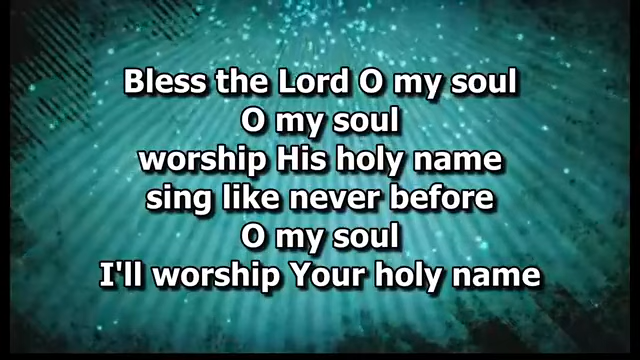 Bless the Lord O my soul
O my soul
worship His holy name
sing like never before
O my soul
I'll worship Your holy name